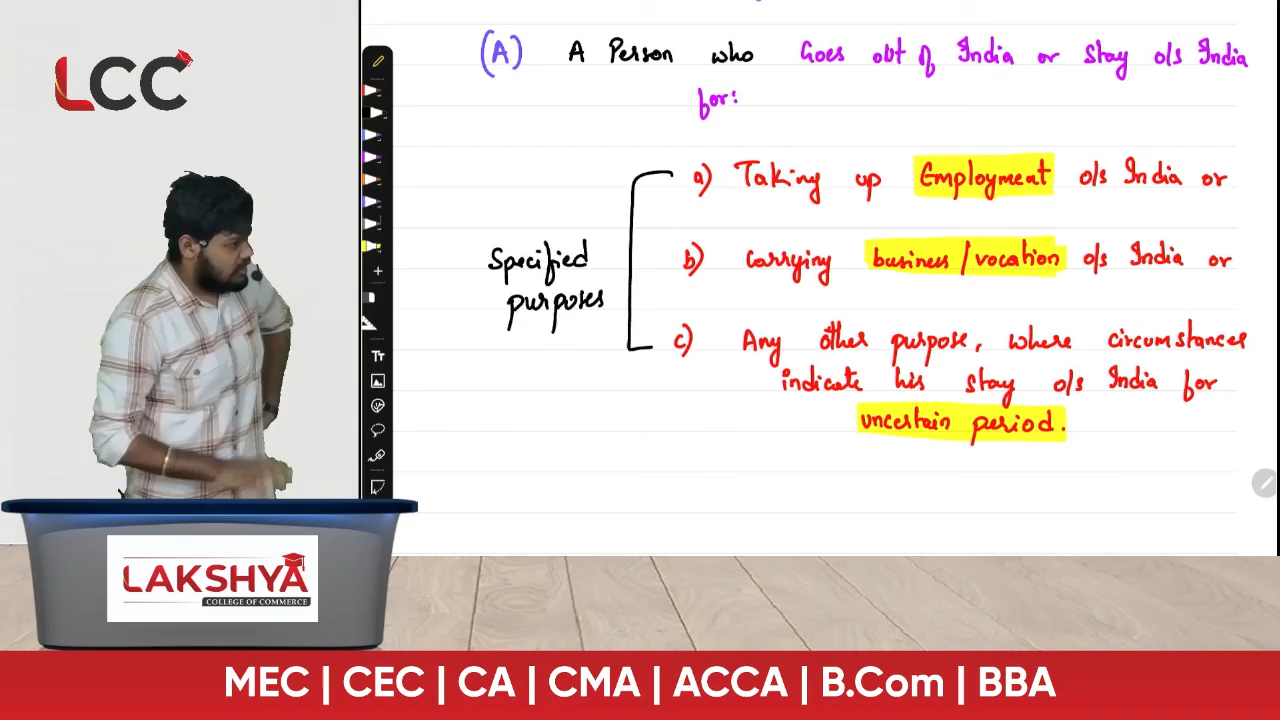 LCC
(A) A Person who Goes out of India or Stay o/s India
for:
a) Taking up Employment o/s India or
b) Carrying business/vocation o/s India or
Specified
purposes
c) Any other purpose, where circumstances
indicate his stay o/s India for
uncertain period.
Tт
LAKSHYA
COLLEGE OF COMMERCE
MEC | CEC | CA | CMA | ACCA | B.Com | BBA